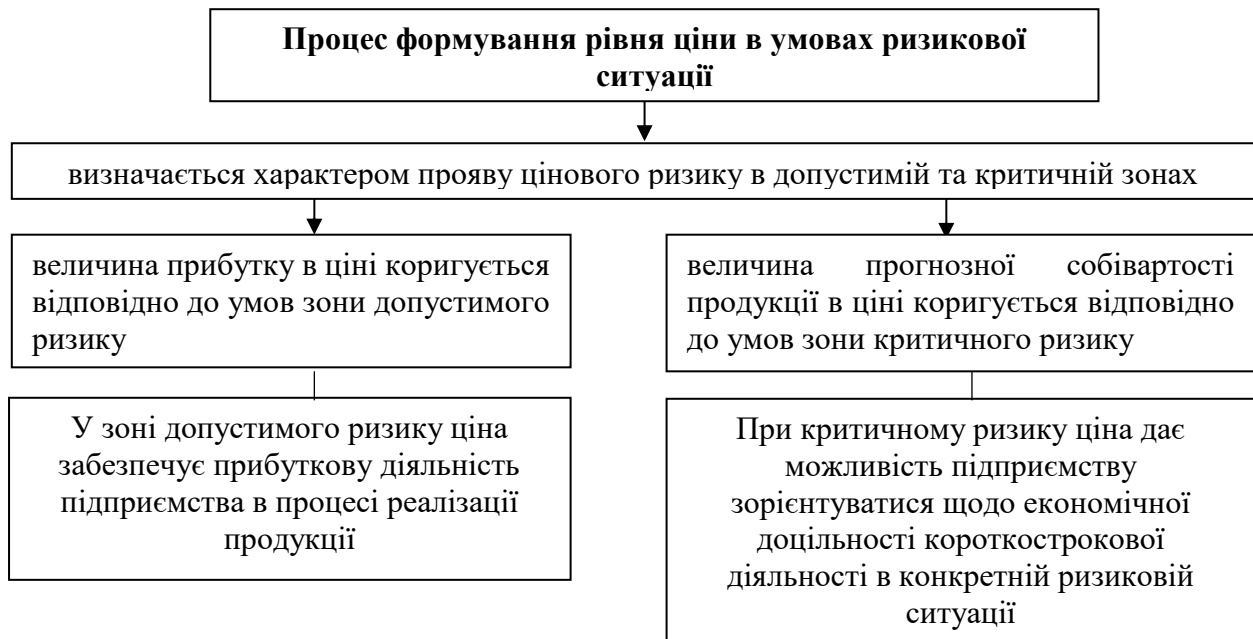 Процес формування рівня ціни в умовах ризикової
ситуації
визначається характером прояву цінового ризику в допустимій та критичній зонах
величина прибутку в ціні коригується
відповідно до умов зони допустимого
ризику
величина прогнозної собівартості
продукції в ціні коригується відповідно
до умов зони критичного ризику
У зоні допустимого ризику ціна
забезпечує прибуткову діяльність
підприємства в процесі реалізації
продукції
При критичному ризику ціна дає
можливість підприємству
зорієнтуватися щодо економічної
доцільності короткострокової
діяльності в конкретній ризиковій
ситуації